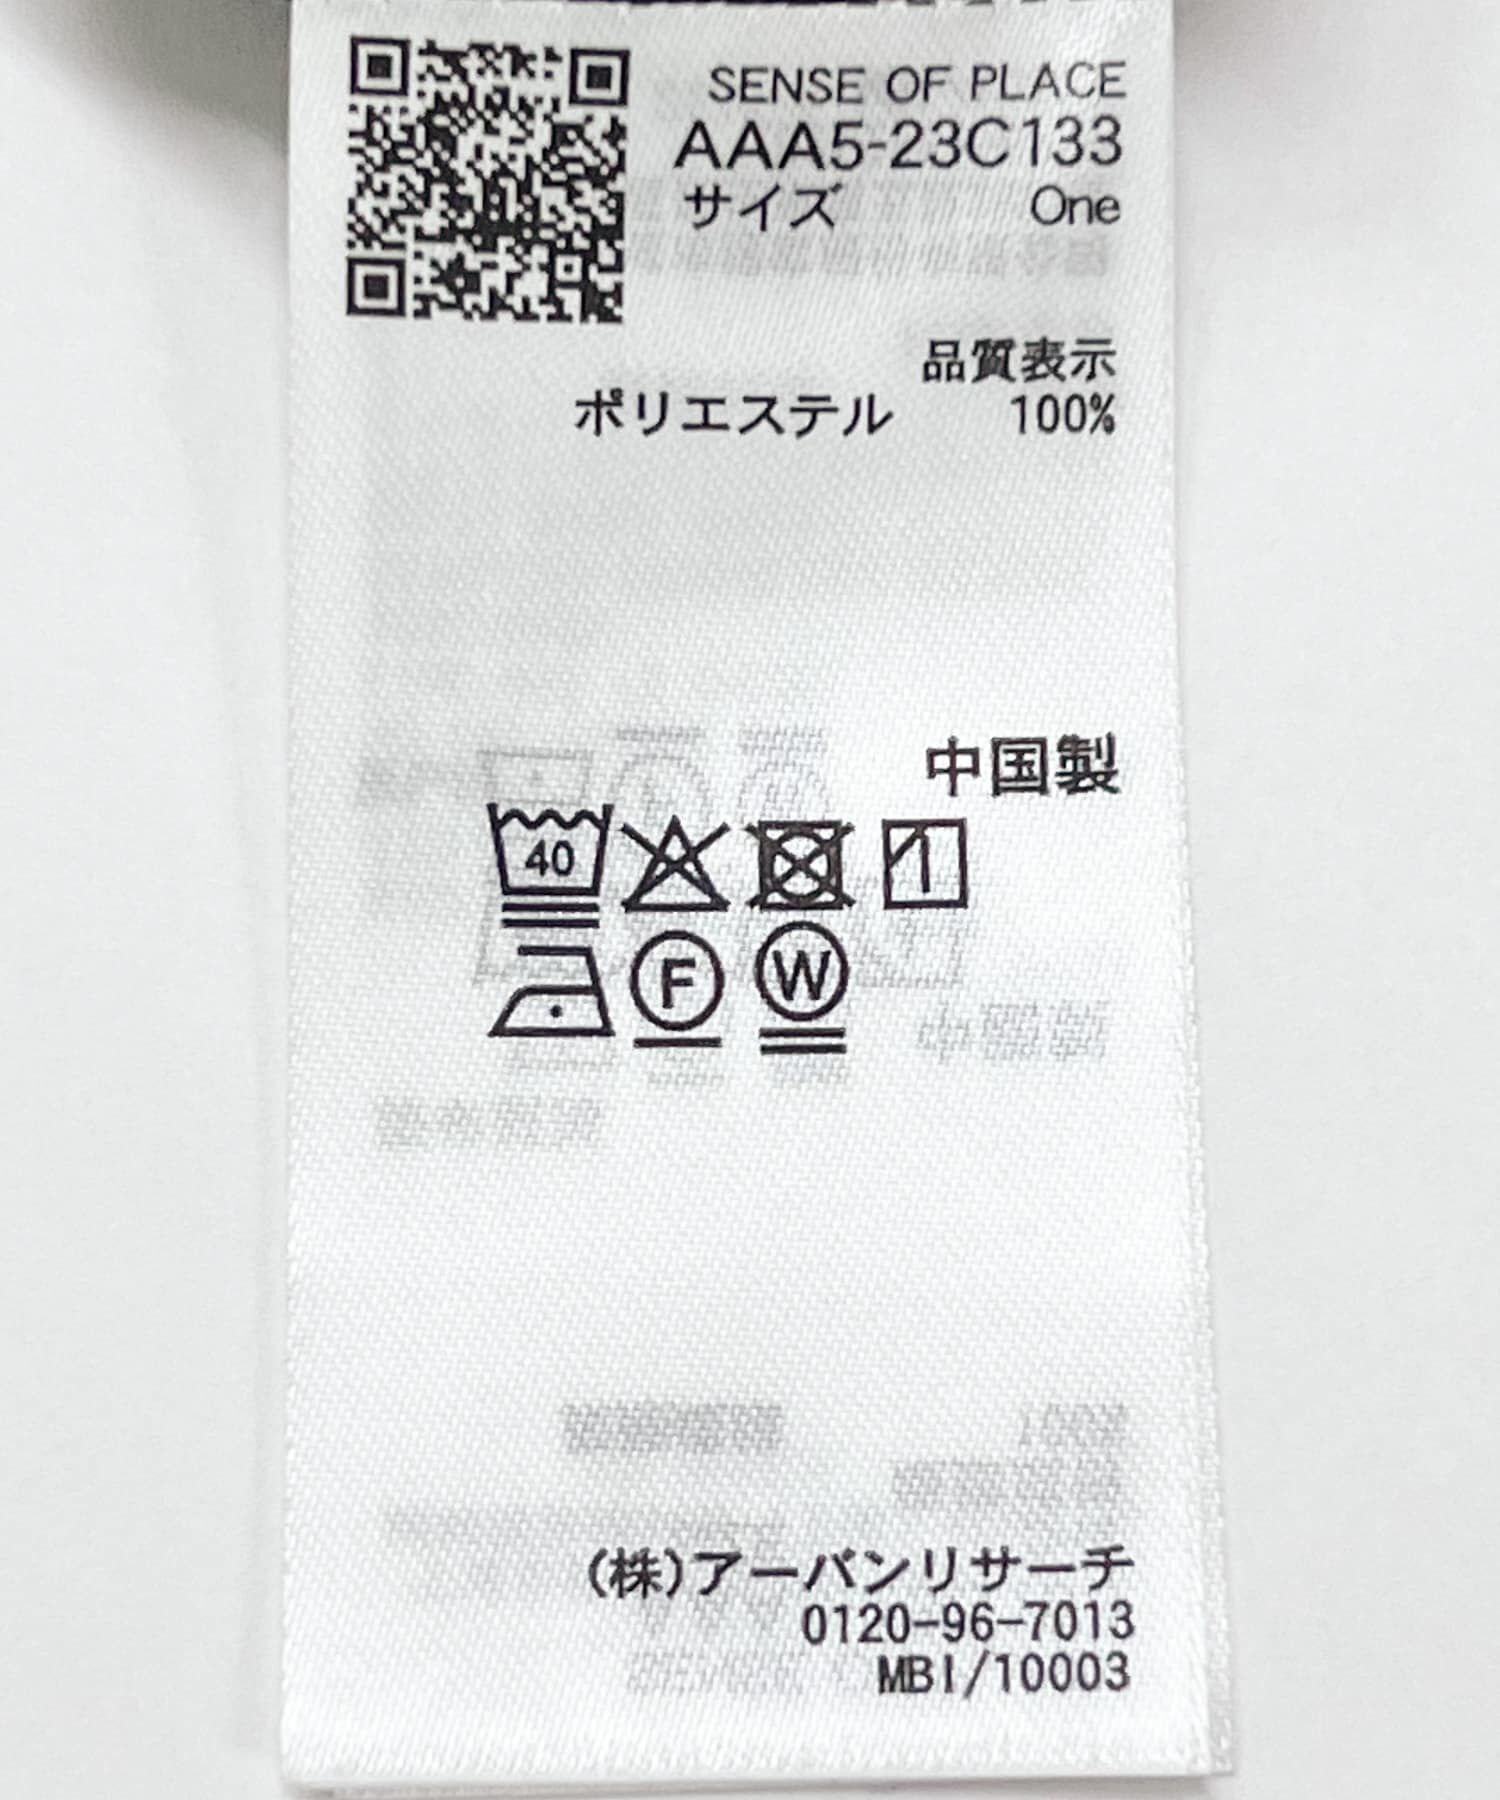 SENSE OF PLACE
AAA5-23C133
サイズ One
品質表示
ポリエステル 100%
中国製
40
F W
(株)アーバンリサーチ
0120-96-7013
MBI/10003